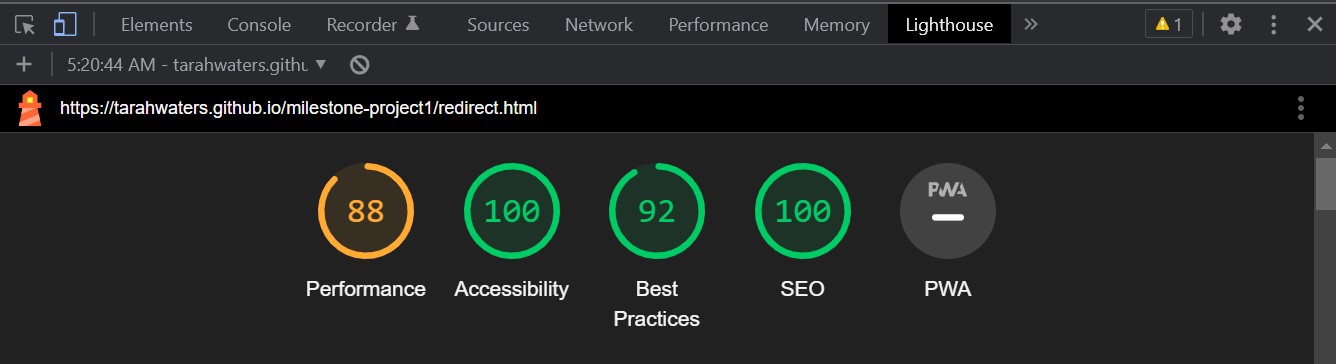 Elements Console Recorder Sources Network Performance Memory Lighthouse » 1
5:20:44 AM - tarahwaters.githu
https://tarahwaters.github.io/milestone-project1/redirect.html
88 100 92 100 PWA
Performance Accessibility Best Practices SEO PWA